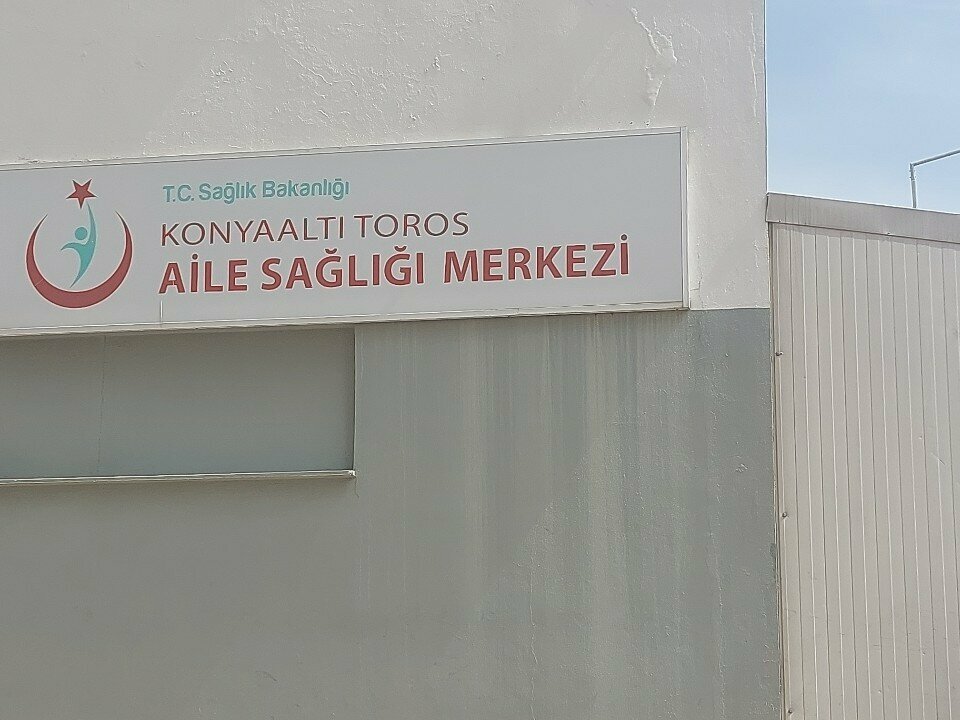 T.C. Sağlık Bakanlığı
KONYAALTI TOROS
AİLE SAĞLIĞI MERKEZİ